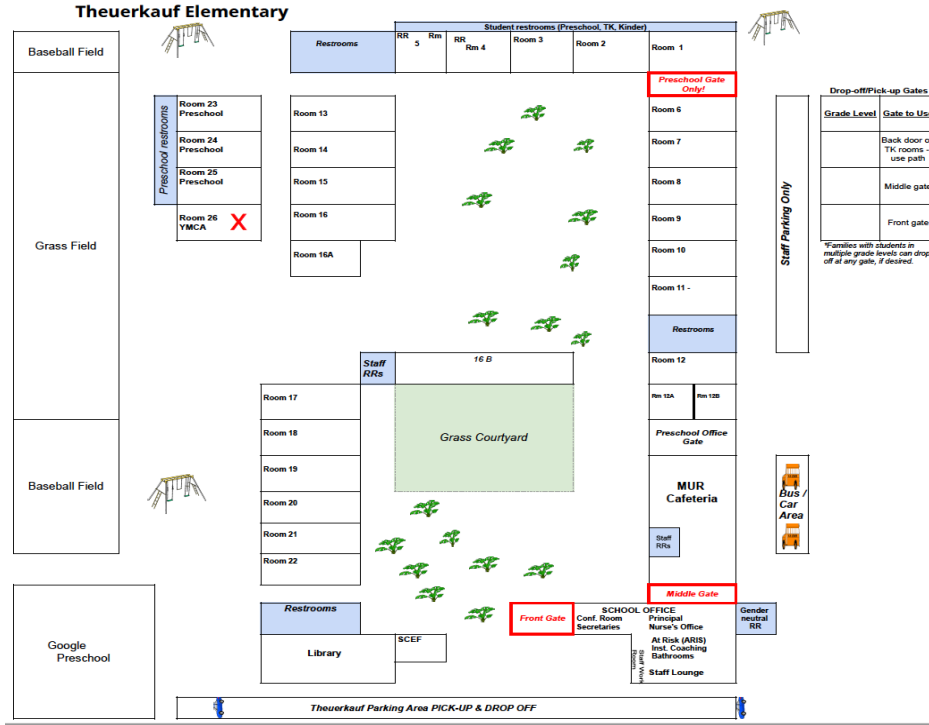 Theuerkauf Elementary
Student restrooms (Preschool, TK, Kinder)
Baseball Field
Restrooms
RR Rm
5
RR
Rm 4
Room 3
Room 2
Room 1
Preschool Gate
Only!
Drop-off/Pick-up Gates
Grade Level
Gate to Use
Back door o
TK rooms -
use path
Middle gate
Front gate
*Families with students in
multiple grade levels can drop
off at any gate, if desired.
Preschool restrooms
Room 23
Preschool
Room 24
Preschool
Room 25
Preschool
Room 26
YMCA
X
Room 13
Room 14
Room 15
Room 16
Room 16A
Room 6
Room 7
Room 8
Room 9
Room 10
Room 11 -
Restrooms
Room 12
Rm 12A
Rm 12B
Preschool Office
Gate
Staff Parking Only
Grass Field
Staff
RRs
16 B
Grass Courtyard
Room 17
Room 18
Room 19
Room 20
Room 21
Room 22
Baseball Field
MUR
Cafeteria
Staff
RRs
Bus /
Car
Area
Middle Gate
Restrooms
Front Gate
SCHOOL OFFICE
Conf. Room
Secretaries
Principal
Nurse's Office
At Risk (ARIS)
Inst. Coaching
Bathrooms
Staff Lounge
Staff Work
Room
Gender
neutral
RR
Google
Preschool
Library
SCEF
Theuerkauf Parking Area PICK-UP & DROP OFF